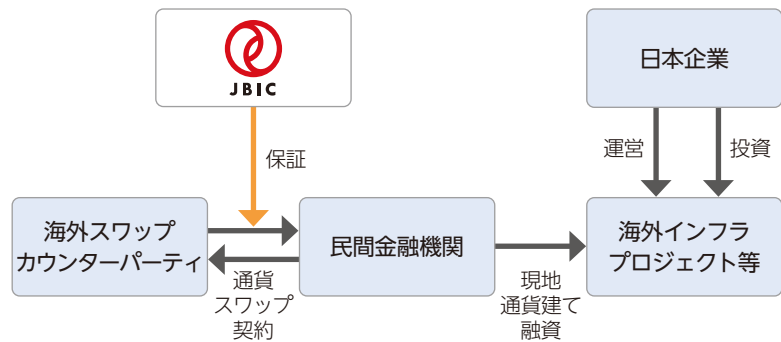 JBIC
日本企業
保証
運営
投資
海外スワップ
カウンターパーティ
民間金融機関
海外インフラ
プロジェクト等
通貨
スワップ
契約
現地
通貨建て
融資